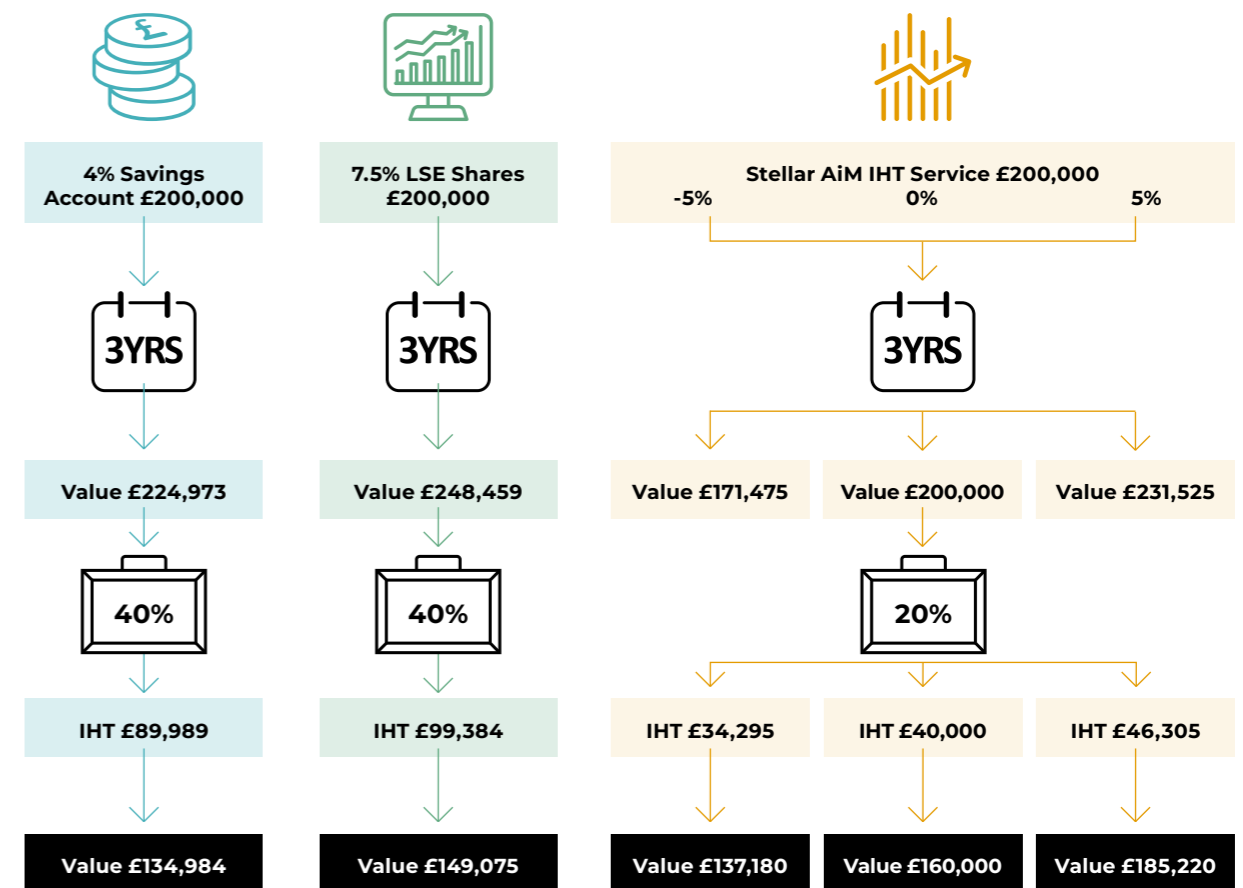 £
4% Savings
Account £200,000
7.5% LSE Shares
£200,000
Stellar AiM IHT Service £200,000
-5% 0% 5%
3YRS 3YRS 3YRS
Value £224,973 Value £248,459 Value £171,475 Value £200,000 Value £231,525
40% 40% 20%
IHT £89,989 IHT £99,384 IHT £34,295 IHT £40,000 IHT £46,305
Value £134,984 Value £149,075 Value £137,180 Value £160,000 Value £185,220